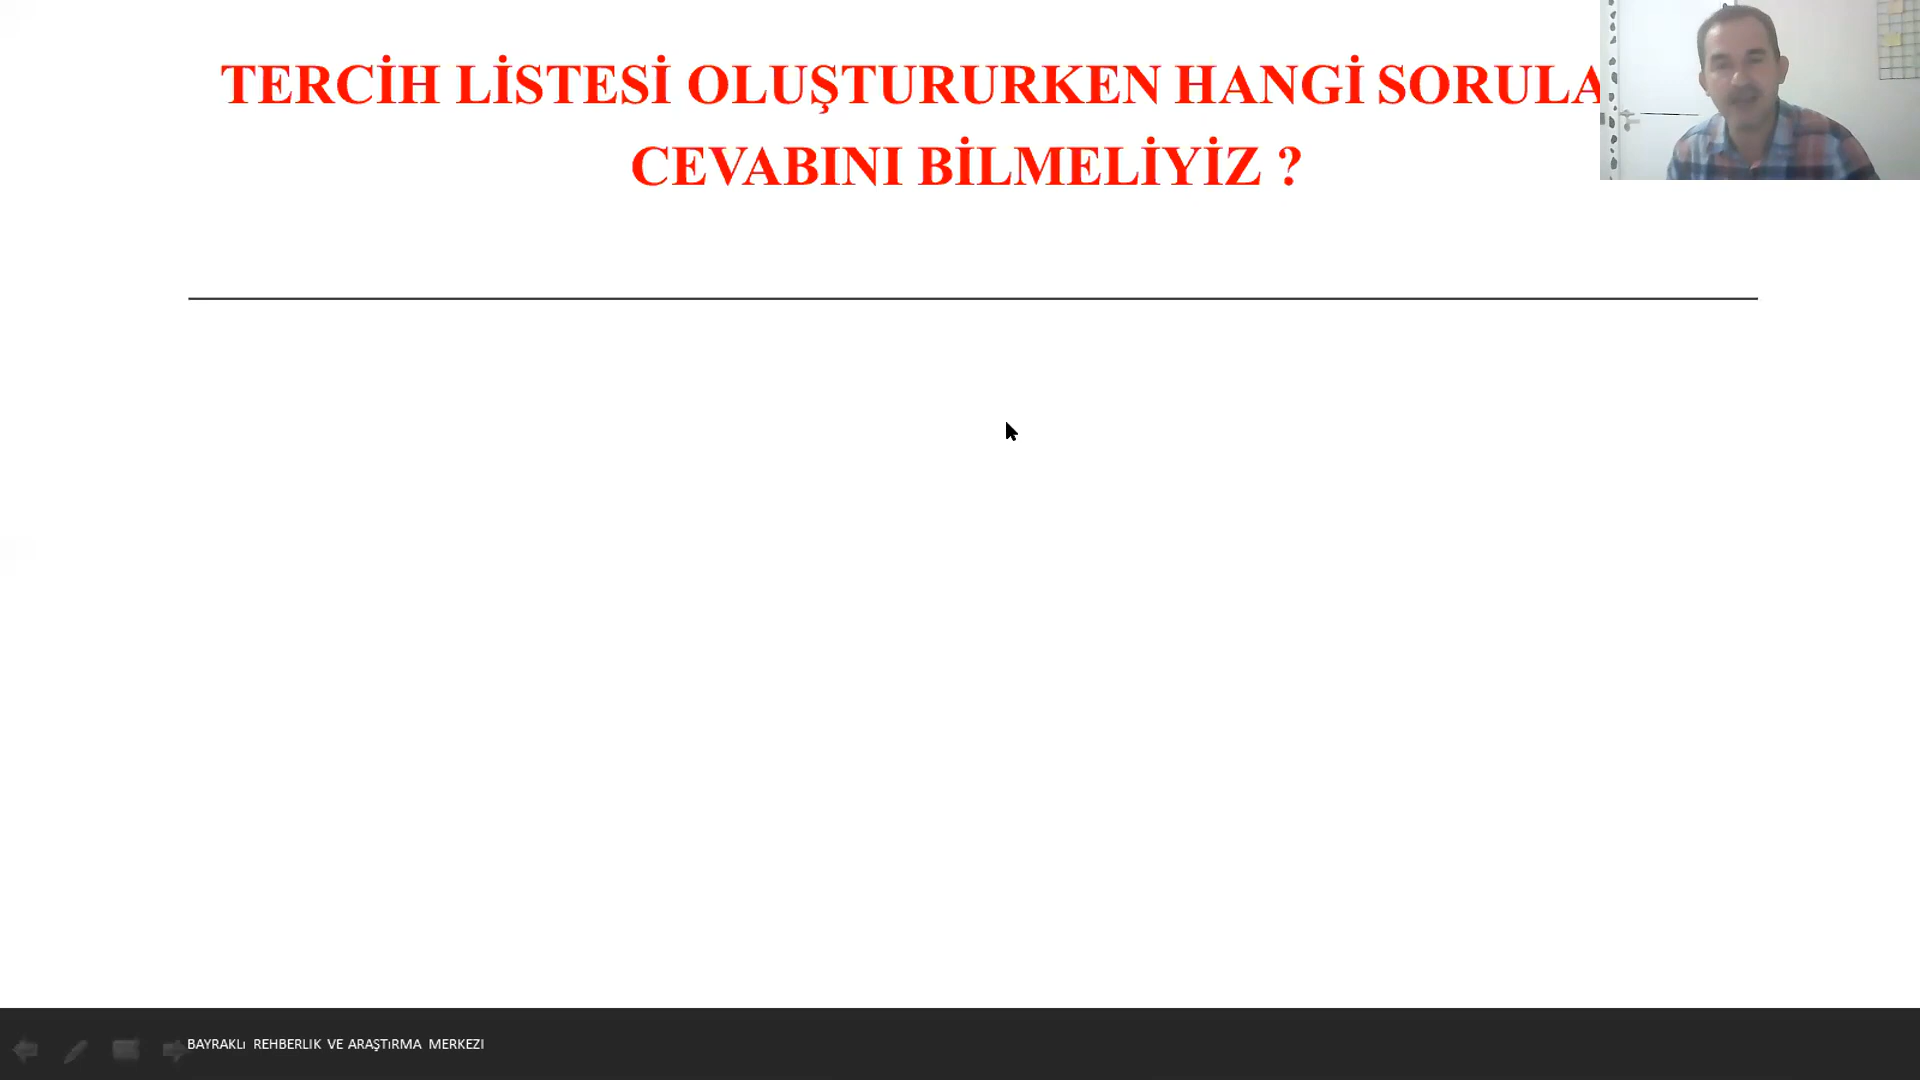 TERCİH LİSTESİ OLUŞTURURKEN HANGİ SORULA
CEVABINI BİLMELİYİZ ?
BAYRAKLı REHBERLIK VE ARAŞTıRMA MERKEZI